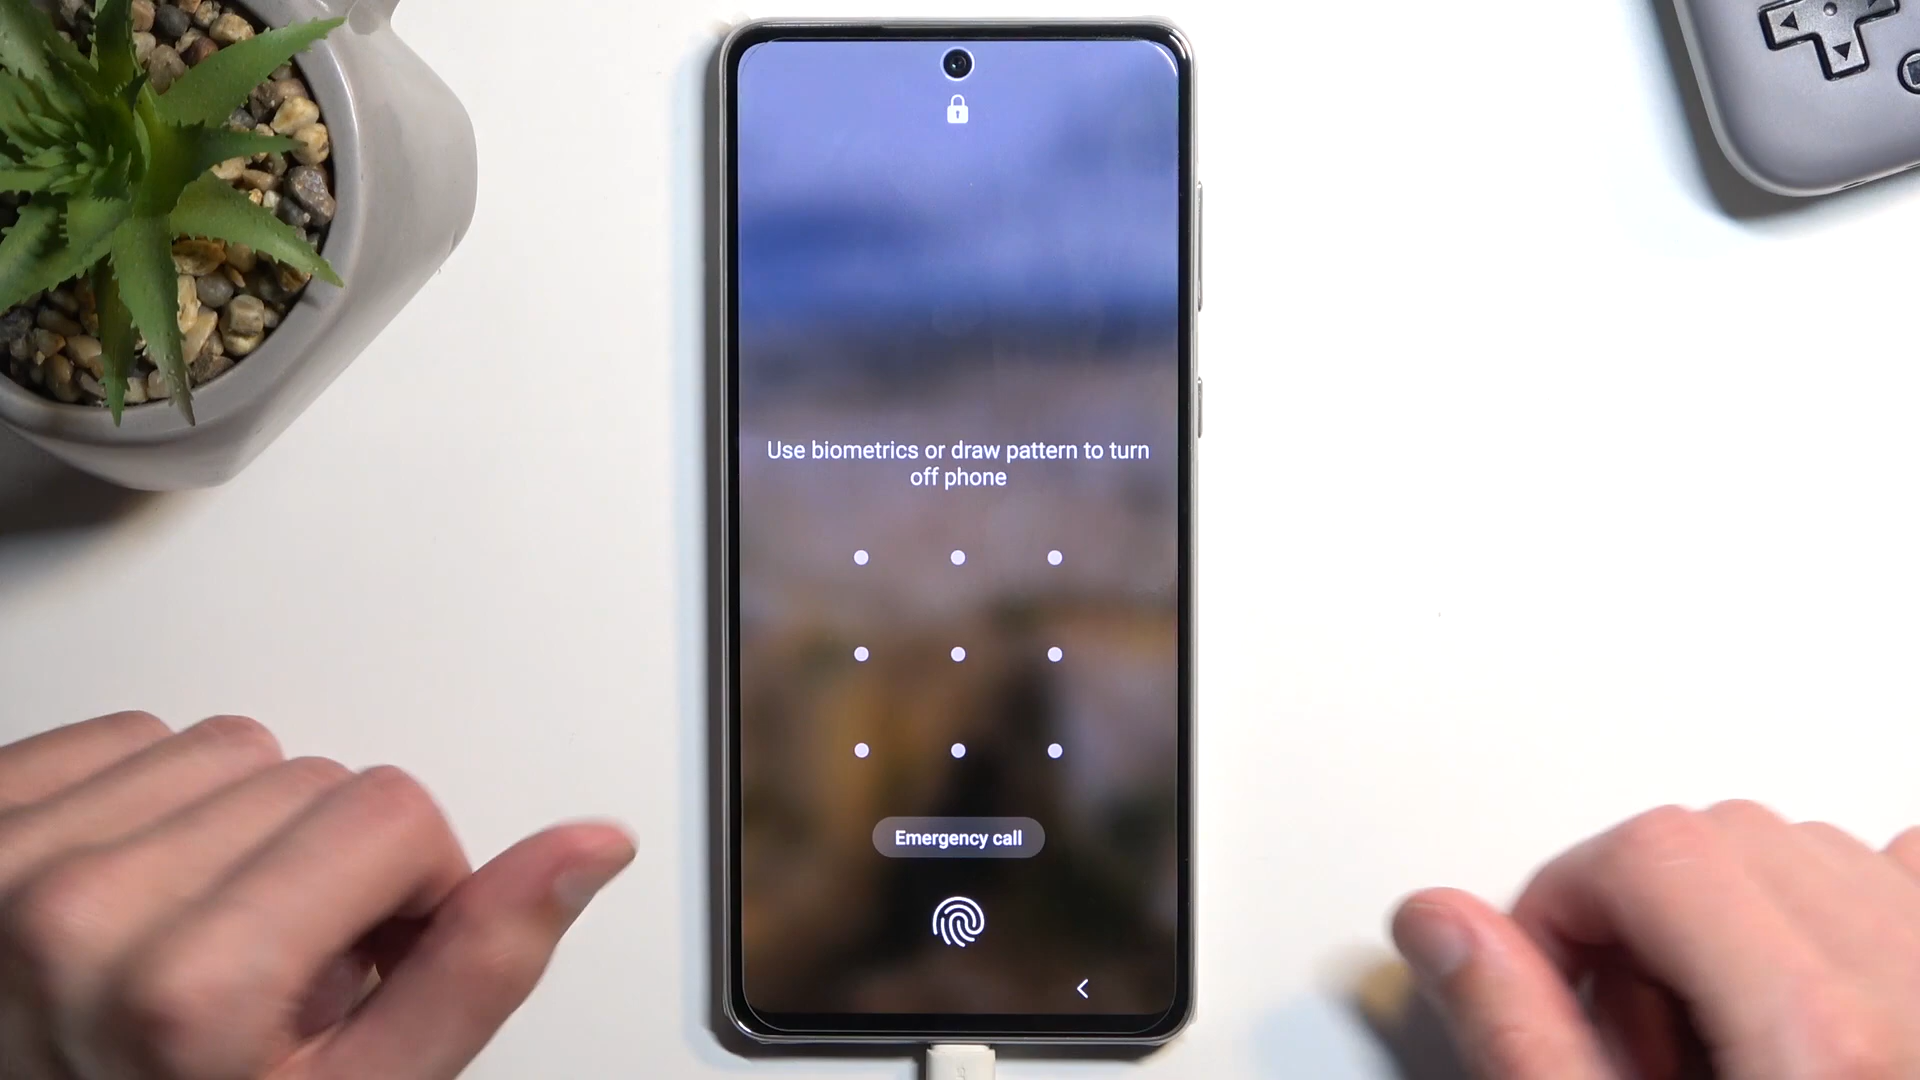 Use biometrics or draw pattern to turn
off phone
Emergency call